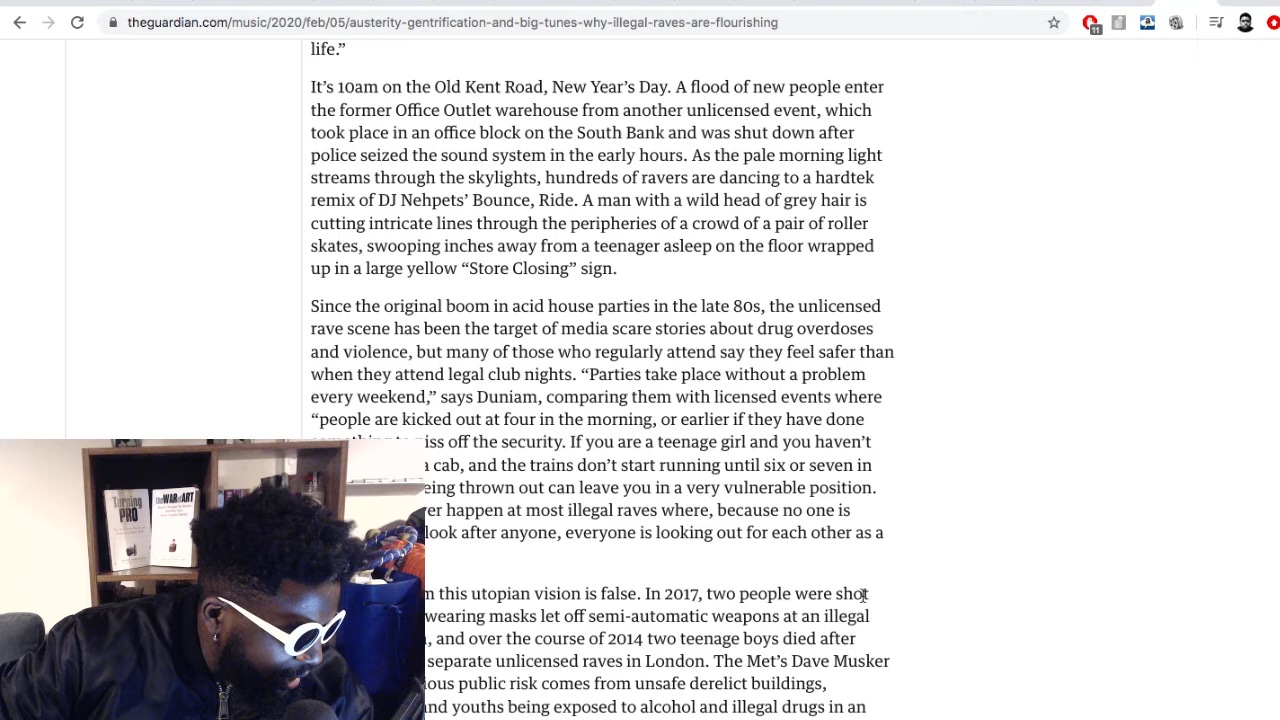 theguardian.com/music/2020/feb/05/austerity-gentrification-and-big-tunes-why-illegal-raves-are-flourishing
11
life.”
It’s 10am on the Old Kent Road, New Year’s Day. A flood of new people enter
the former Office Outlet warehouse from another unlicensed event, which
took place in an office block on the South Bank and was shut down after
police seized the sound system in the early hours. As the pale morning light
streams through the skylights, hundreds of ravers are dancing to a hardtek
remix of DJ Nehpets’ Bounce, Ride. A man with a wild head of grey hair is
cutting intricate lines through the peripheries of a crowd of a pair of roller
skates, swooping inches away from a teenager asleep on the floor wrapped
up in a large yellow “Store Closing” sign.
Since the original boom in acid house parties in the late 80s, the unlicensed
rave scene has been the target of media scare stories about drug overdoses
and violence, but many of those who regularly attend say they feel safer than
when they attend legal club nights. “Parties take place without a problem
every weekend,” says Duniam, comparing them with licensed events where
“people are kicked out at four in the morning, or earlier if they have done
off the security. If you are a teenage girl and you haven’t
a cab, and the trains don’t start running until six or seven in
thrown out can leave you in a very vulnerable position.
happen at most illegal raves where, because no one is
look after anyone, everyone is looking out for each other as a
this utopian vision is false. In 2017, two people were shot
wearing masks let off semi-automatic weapons at an illegal
, and over the course of 2014 two teenage boys died after
separate unlicensed raves in London. The Met’s Dave Musker
public risk comes from unsafe derelict buildings,
youths being exposed to alcohol and illegal drugs in an
Turning
PRO
the WAR of ART